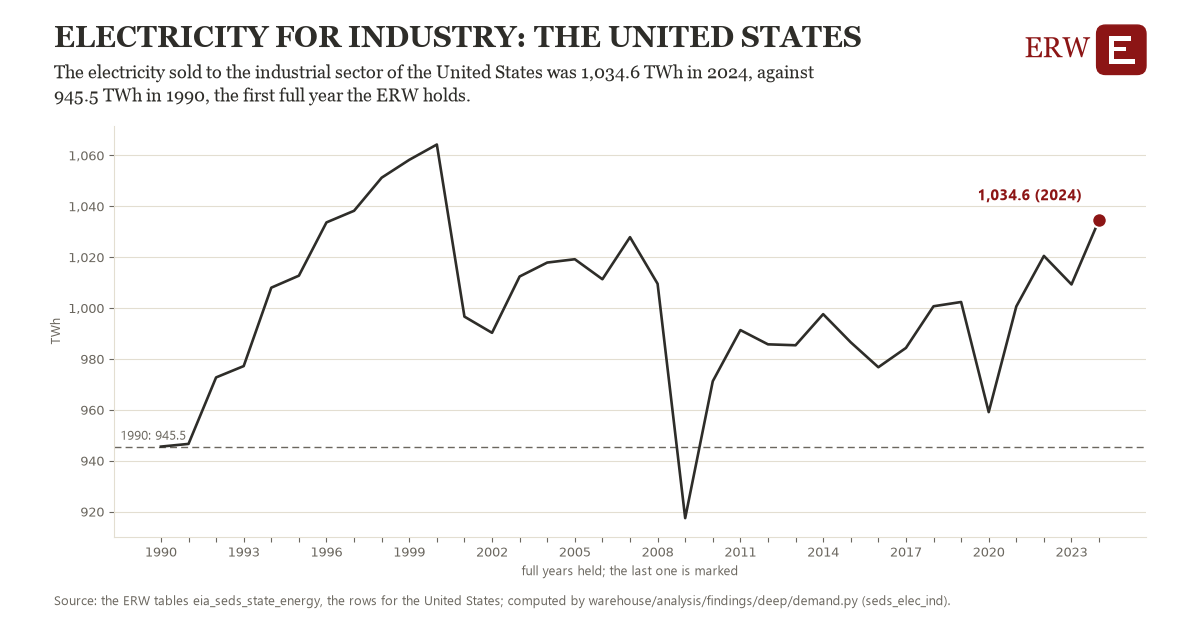 ELECTRICITY FOR INDUSTRY: THE UNITED STATES
The electricity sold to the industrial sector of the United States was 1,034.6 TWh in 2024, against
945.5 TWh in 1990, the first full year the ERW holds.
ERW E
1,060
1,040
1,020
1,000
980
960
940
920
TWh
1,034.6 (2024)
1990: 945.5
1990 1993 1996 1999 2002 2005 2008 2011 2014 2017 2020 2023
full years held; the last one is marked
Source: the ERW tables eia_seds_state_energy, the rows for the United States; computed by warehouse/analysis/findings/deep/demand.py (seds_elec_ind).